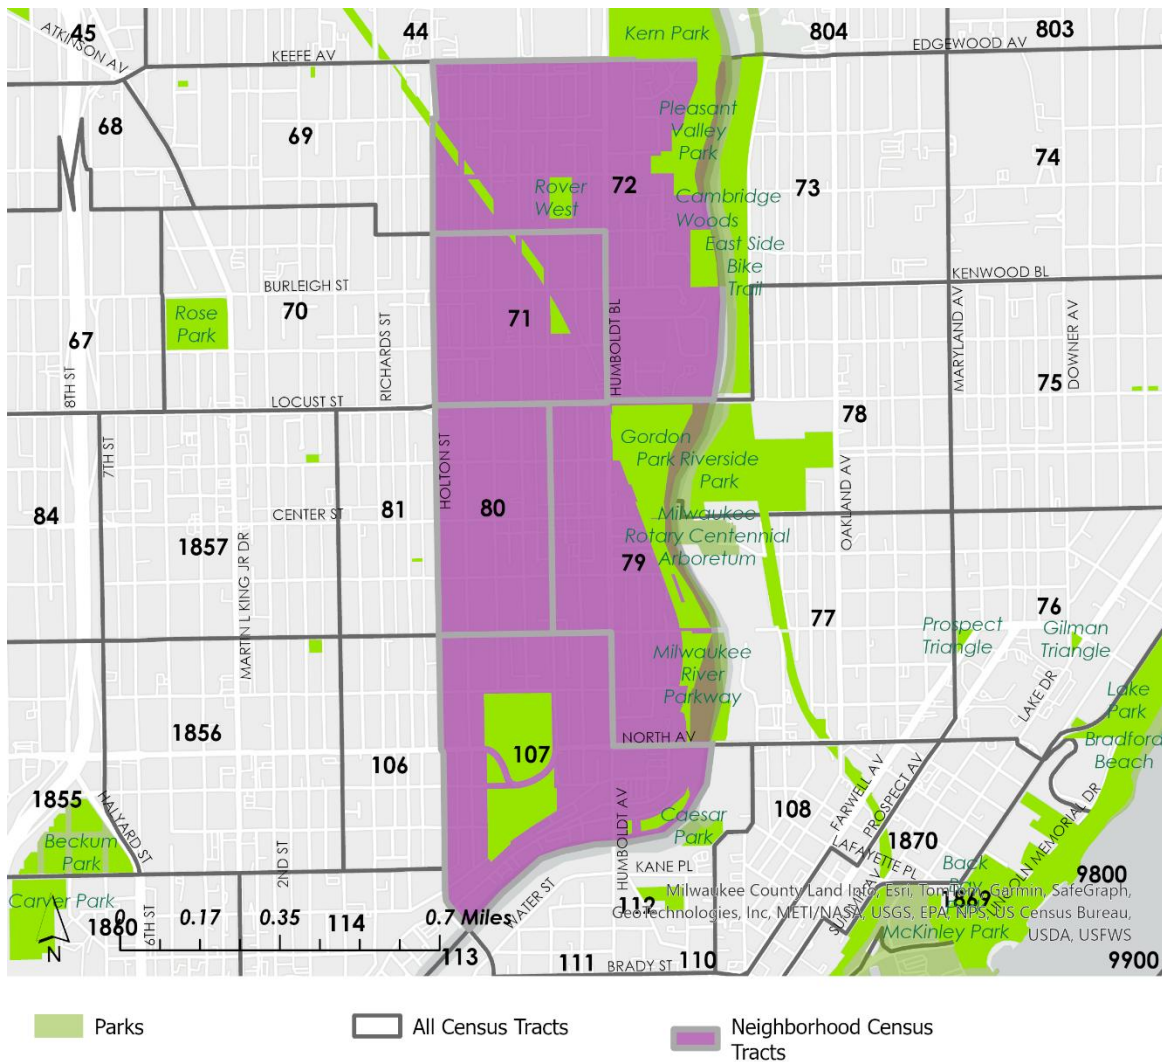 45
44
804
803
Kern Park
ATKINSON AV
KEEFE AV
EDGEWOOD AV
68
69
Pleasant
Valley
Park
74
72
73
Rover
West
Cambridge
Woods
East Side
Bike
Trail
KENWOOD BL
BURLEIGH ST
70
71
Rose
Park
67
8TH ST
RICHARDS ST
HUMBOLDT BL
MARYLAND AV
DOWNER AV
75
LOCUST ST
78
7TH ST
HOLTON ST
Gordon
Park
Riverside
Park
OAKLAND AV
84
CENTER ST
81
80
1857
Milwaukee
Rotary Centennial
Arboretum
79
MARTIN L KING JR DR
77
76
Prospect
Triangle
Gilman
Triangle
Milwaukee
River
Parkway
LAKE DR
Lake
Park
1856
106
107
NORTH AV
Bradford
Beach
1855
HALYARD ST
Beckum
Park
2ND ST
HUMBOLDT AV
Caesar
Park
108
FARWELL AV
PROSPECT AV
1870
LAFAYETTE PL
LINCOLN MEMORIAL DR
KANE PL
Back
Bay
9800
1869
Carver Park
1860
6TH ST
WATER ST
112
SUMMIT AV
McKinley Park
N
0 0.17 0.35 0.7 Miles
114
113
111
BRADY ST
110
9900
Milwaukee County Land Info, Esri, TomTom, Garmin, SafeGraph,
GeoTechnologies, Inc, METI/NASA, USGS, EPA, NPS, US Census Bureau,
USDA, USFWS
Parks
All Census Tracts
Neighborhood Census
Tracts